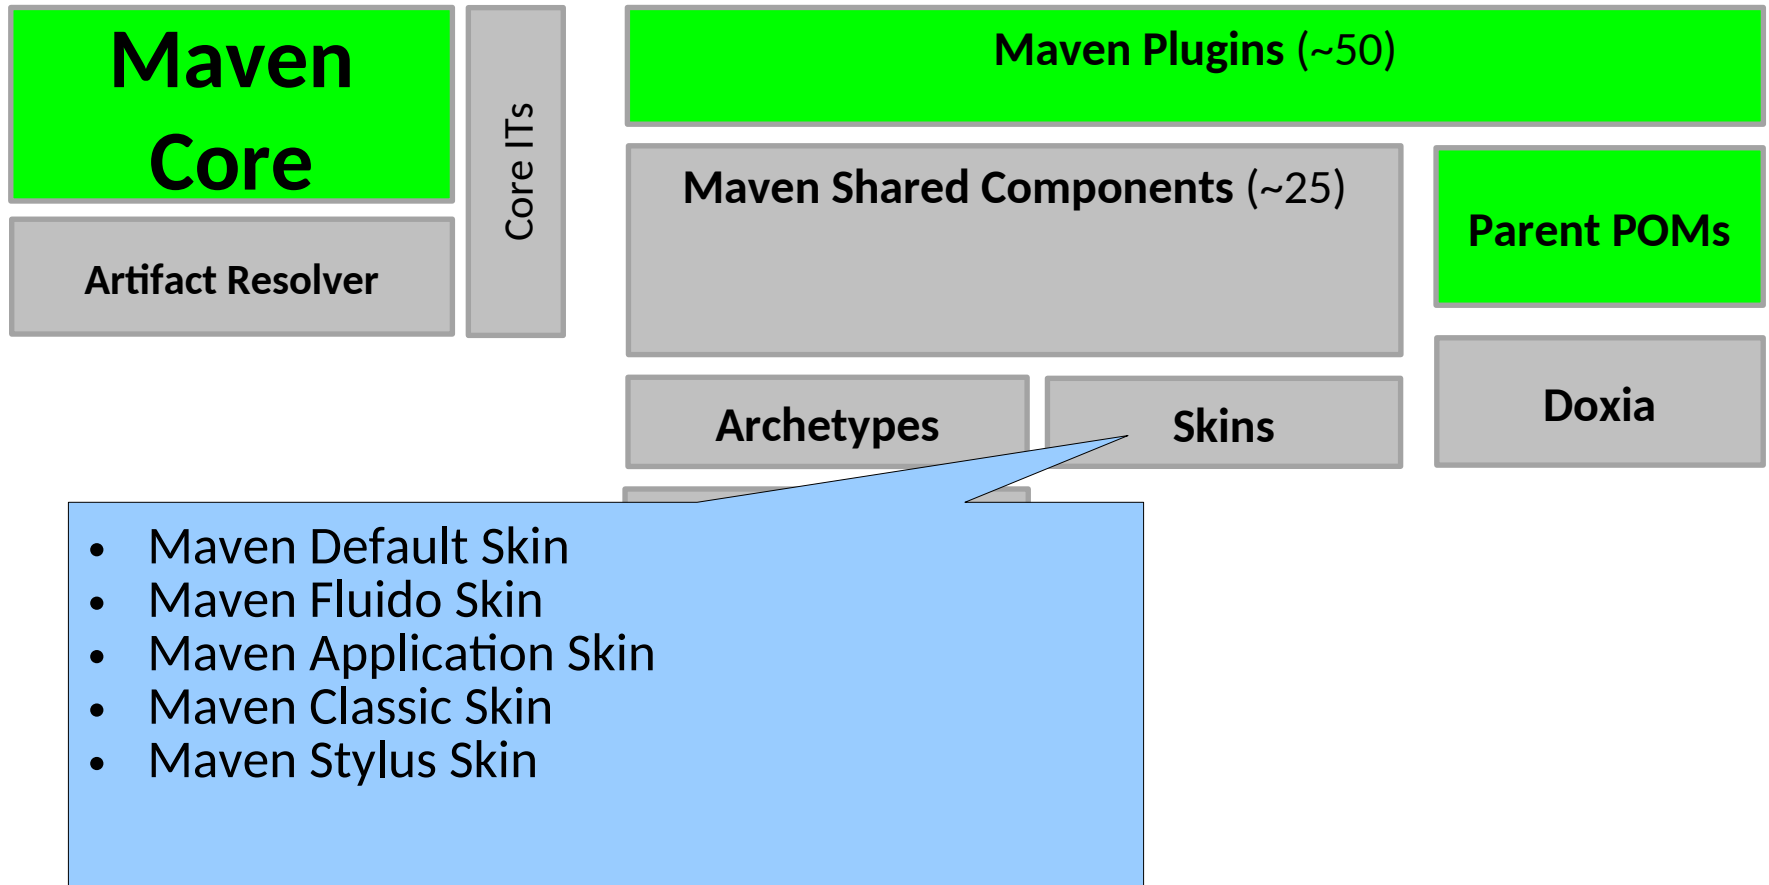 Maven
Core
Core ITs
Artifact Resolver
Maven Plugins (~50)
Maven Shared Components (~25)
Parent POMs
Archetypes
Skins
Doxia
• Maven Default Skin
• Maven Fluido Skin
• Maven Application Skin
• Maven Classic Skin
• Maven Stylus Skin